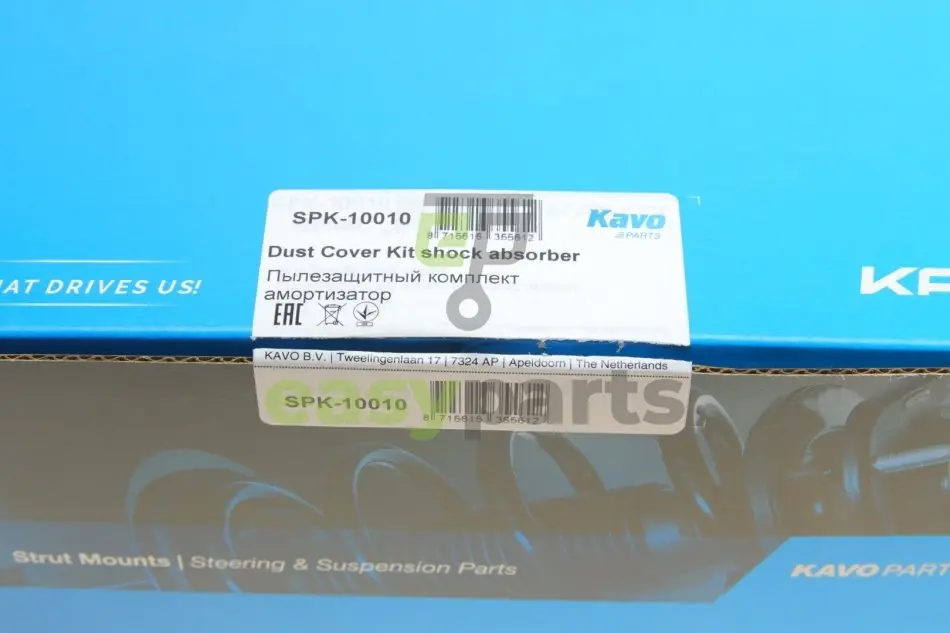 SPK-10010
Kavo
PARTS
8 715616 355612
Dust Cover Kit shock absorber
Пылезащитный комплект
амортизатор
EAC
AT DRIVES US!
KAVO B.V. | Tweelingenlaan 17 | 7324 AP | Apeldoorn | The Netherlands
easyparts
SPK-10010
8 715616 355612
Strut Mounts | Steering & Suspension Parts
KAVO PART